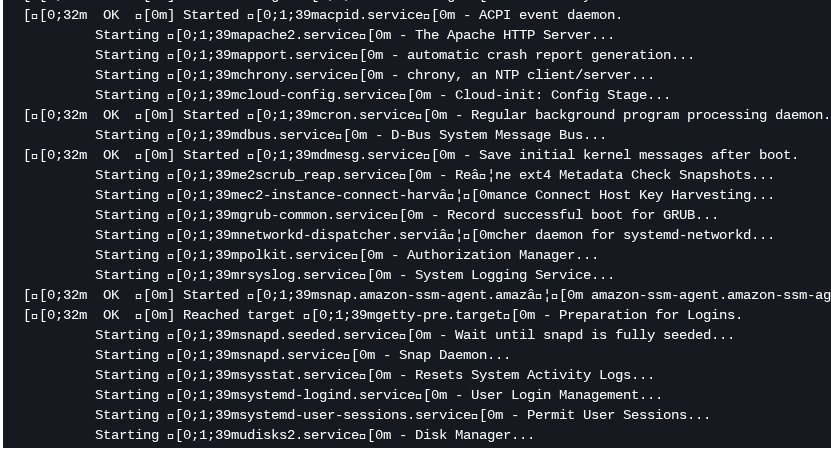 [□[0;32m  OK  □[0m] Started □[0;1;39macpid.service□[0m - ACPI event daemon.
         Starting □[0;1;39mapache2.service□[0m - The Apache HTTP Server...
         Starting □[0;1;39mapport.service□[0m - automatic crash report generation...
         Starting □[0;1;39mchrony.service□[0m - chrony, an NTP client/server...
         Starting □[0;1;39mcloud-config.service□[0m - Cloud-init: Config Stage...
[□[0;32m  OK  □[0m] Started □[0;1;39mcron.service□[0m - Regular background program processing daemon.
         Starting □[0;1;39mdbus.service□[0m - D-Bus System Message Bus...
[□[0;32m  OK  □[0m] Started □[0;1;39mdmesg.service□[0m - Save initial kernel messages after boot.
         Starting □[0;1;39me2scrub_reap.service□[0m - Reâ□¦ne ext4 Metadata Check Snapshots...
         Starting □[0;1;39mec2-instance-connect-harvâ□¦□[0mance Connect Host Key Harvesting...
         Starting □[0;1;39mgrub-common.service□[0m - Record successful boot for GRUB...
         Starting □[0;1;39mnetworkd-dispatcher.serviâ□¦□[0mcher daemon for systemd-networkd...
         Starting □[0;1;39mpolkit.service□[0m - Authorization Manager...
         Starting □[0;1;39mrsyslog.service□[0m - System Logging Service...
[□[0;32m  OK  □[0m] Started □[0;1;39msnap.amazon-ssm-agent.amazâ□¦□[0m amazon-ssm-agent.amazon-ssm-ag
[□[0;32m  OK  □[0m] Reached target □[0;1;39mgetty-pre.target□[0m - Preparation for Logins.
         Starting □[0;1;39msnapd.seeded.service□[0m - Wait until snapd is fully seeded...
         Starting □[0;1;39msnapd.service□[0m - Snap Daemon...
         Starting □[0;1;39msysstat.service□[0m - Resets System Activity Logs...
         Starting □[0;1;39msystemd-logind.service□[0m - User Login Management...
         Starting □[0;1;39msystemd-user-sessions.service□[0m - Permit User Sessions...
         Starting □[0;1;39mudisks2.service□[0m - Disk Manager...